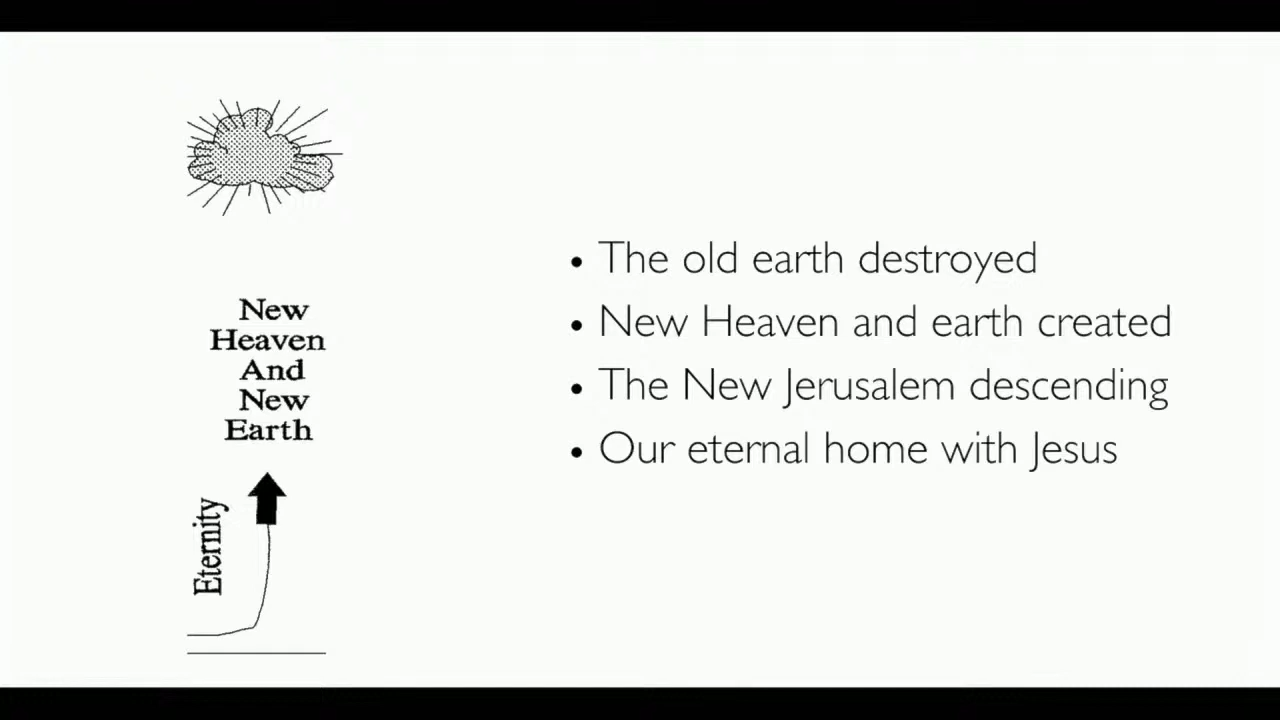 New
Heaven
And
New
Earth
Eternity
• The old earth destroyed
• New Heaven and earth created
• The New Jerusalem descending
• Our eternal home with Jesus